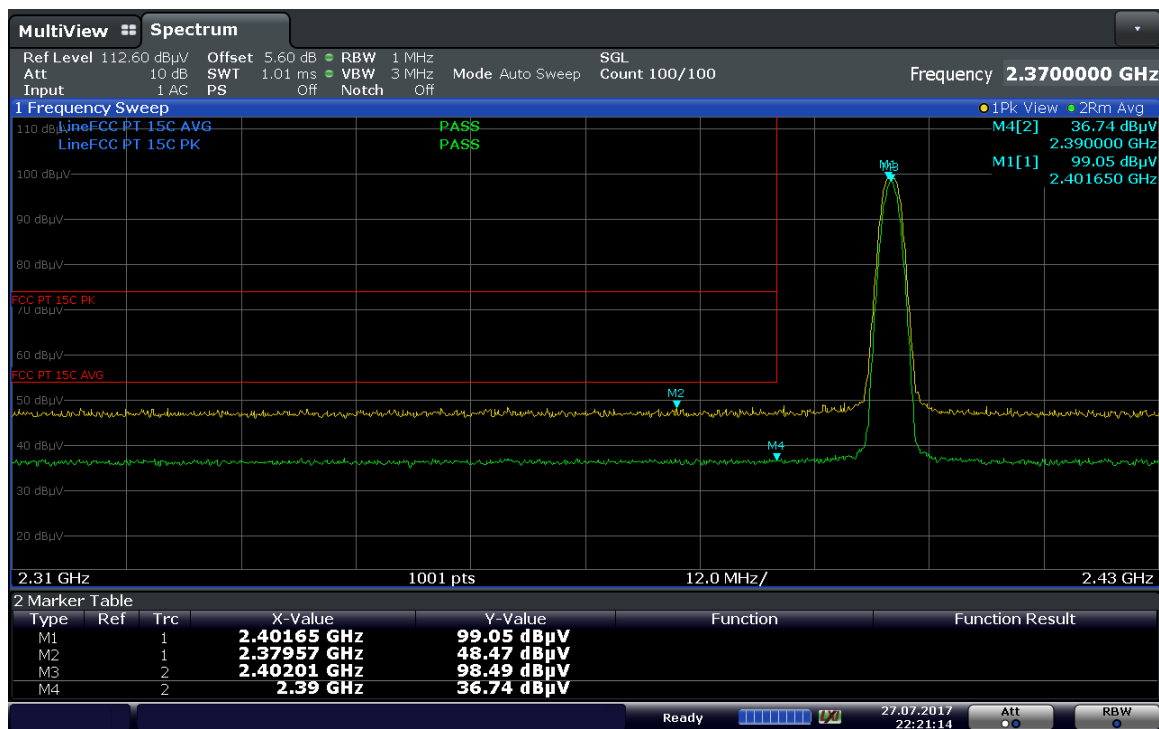 MultiView Spectrum
Ref Level 112.60 dBµV Offset 5.60 dB RBW 1 MHz SGL
Att 10 dB SWT 1.01 ms VBW 3 MHz Mode Auto Sweep Count 100/100 Frequency 2.3700000 GHz
Input 1 AC PS Off Notch Off
1 Frequency Sweep 1Pk View 2Rm Avg
110 dBµV LineFCC PT 15C AVG PASS M4[2] 36.74 dBµV
LineFCC PT 15C PK PASS 2.390000 GHz
M1[1] 99.05 dBµV
M1 M3
100 dBµV 2.401650 GHz
90 dBµV
80 dBµV
FCC PT 15C PK
70 dBµV
60 dBµV
FCC PT 15C AVG
M2
50 dBµV
40 dBµV M4
30 dBµV
20 dBµV
2.31 GHz 1001 pts 12.0 MHz/ 2.43 GHz
2 Marker Table
Type Ref Trc X-Value Y-Value Function Function Result
M1 1 2.40165 GHz 99.05 dBµV
M2 1 2.37957 GHz 48.47 dBµV
M3 2 2.40201 GHz 98.49 dBµV
M4 2 2.39 GHz 36.74 dBµV
Ready LXI 27.07.2017 Att RBW
22:21:14